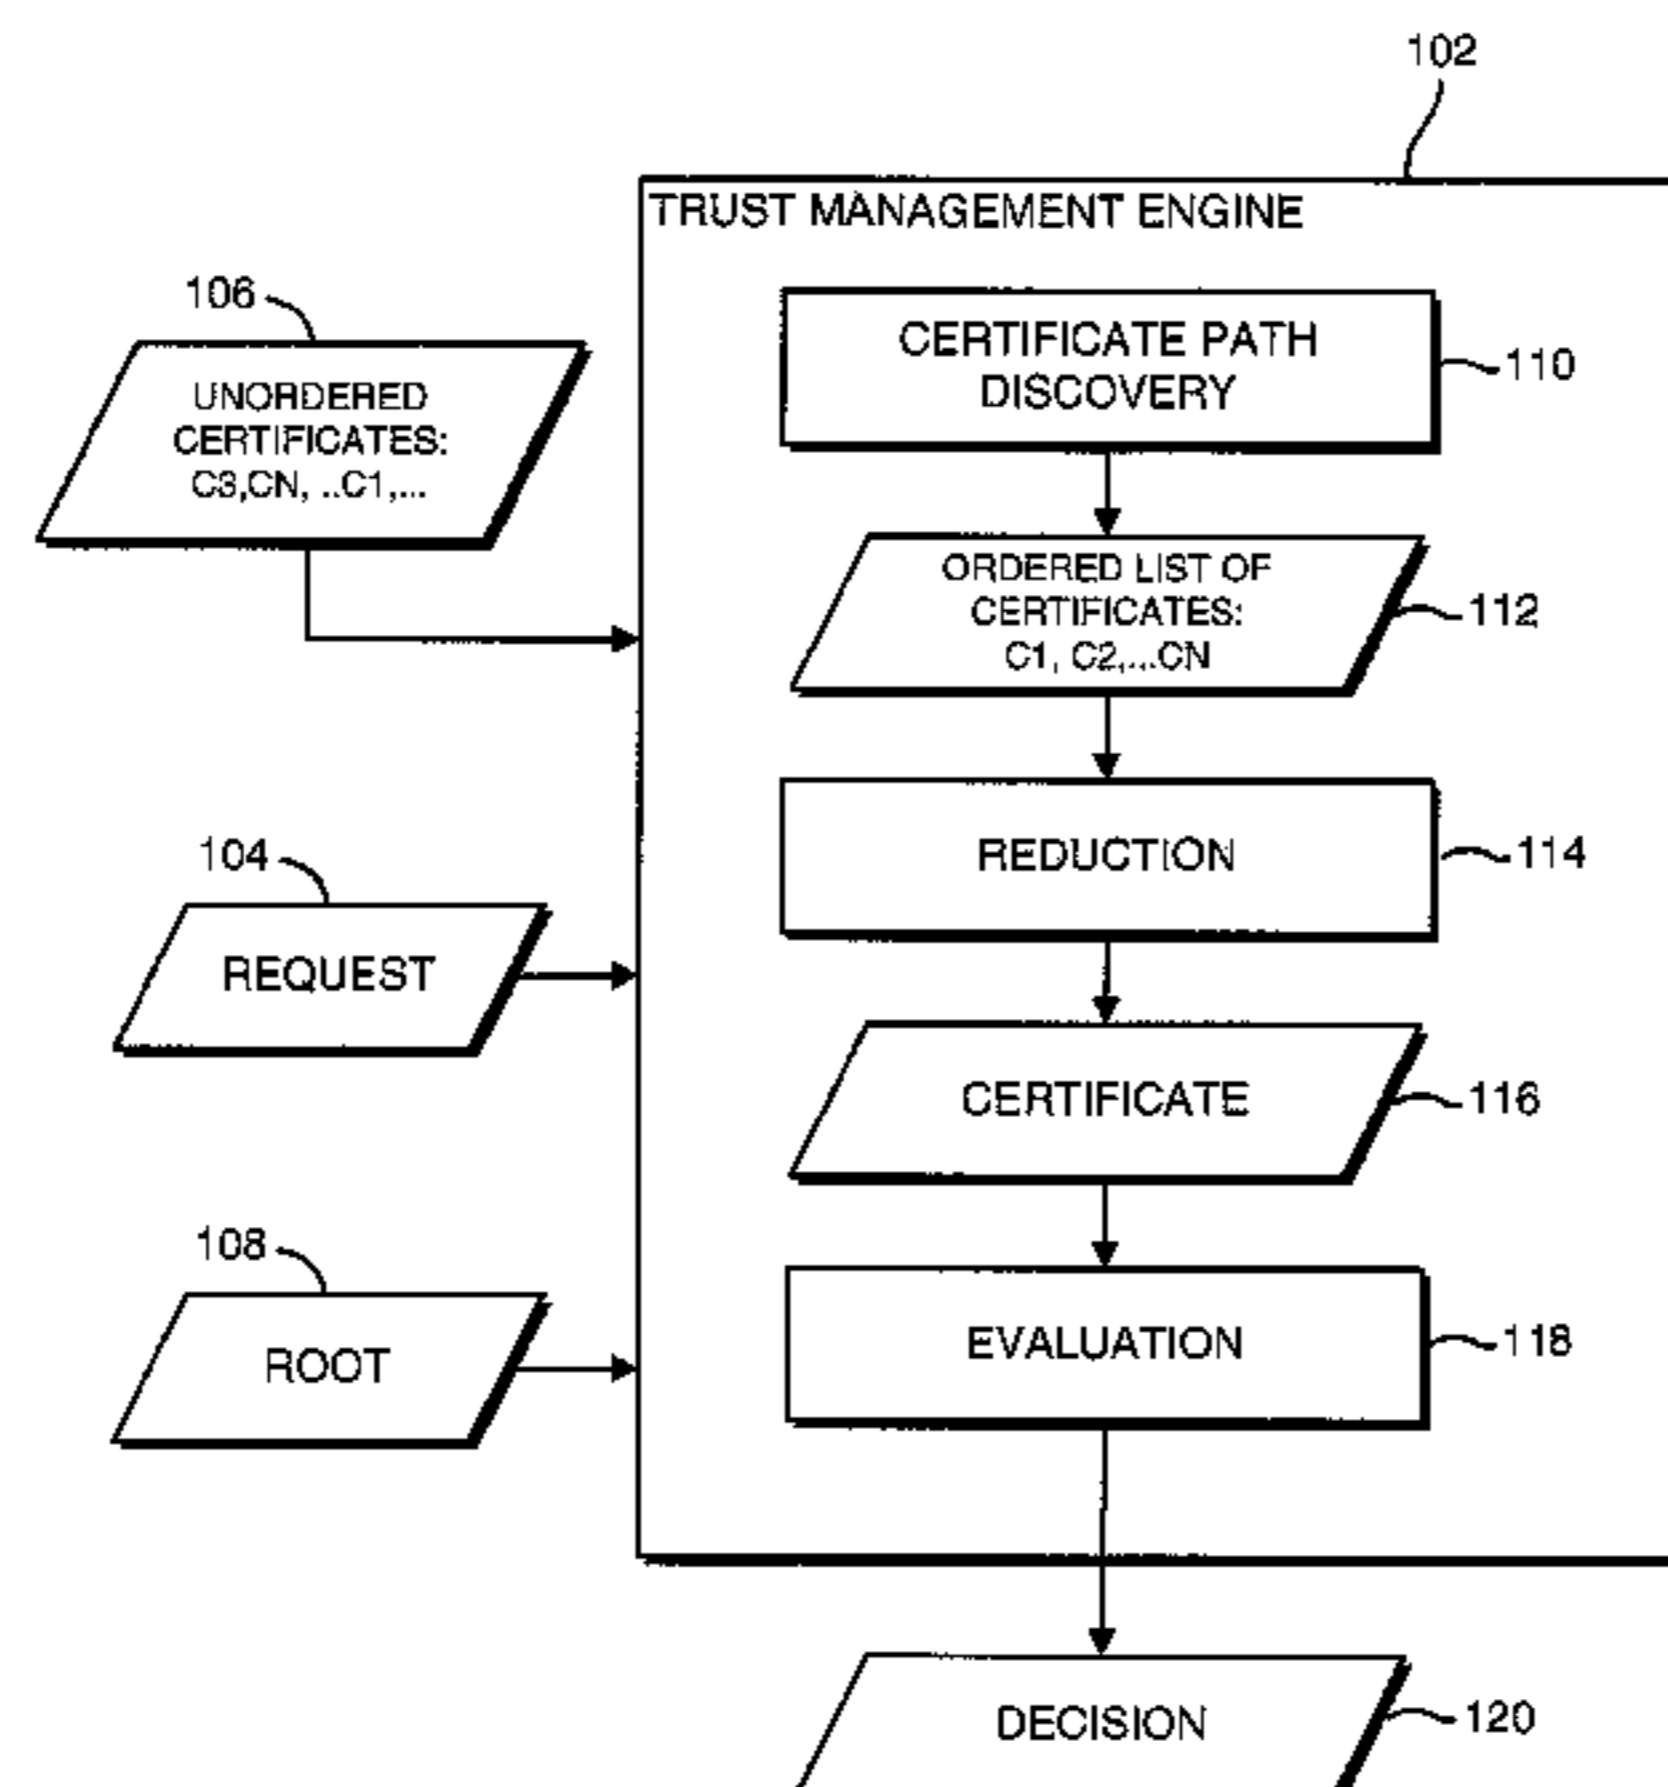 102
TRUST MANAGEMENT ENGINE
106
UNORDERED
CERTIFICATES:
C3,CN, ..C1,...
CERTIFICATE PATH
DISCOVERY
110
ORDERED LIST OF
CERTIFICATES:
C1, C2,...CN
112
104
REQUEST
REDUCTION
114
CERTIFICATE
116
108
ROOT
EVALUATION
118
DECISION
120